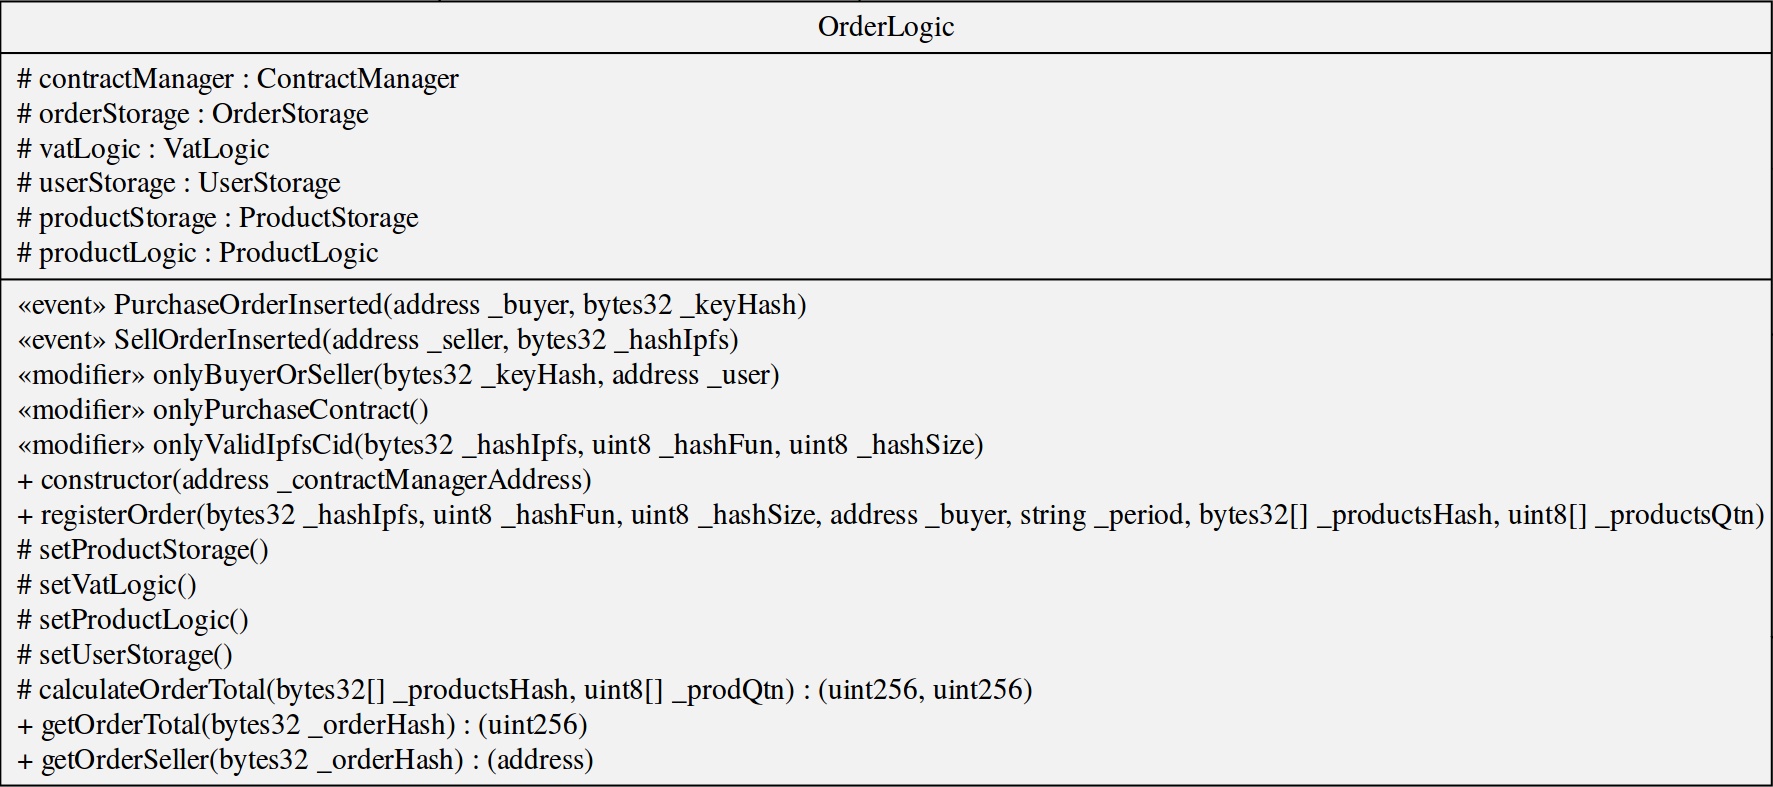 OrderLogic
# contractManager : ContractManager
# orderStorage : OrderStorage
# vatLogic : VatLogic
# userStorage : UserStorage
# productStorage : ProductStorage
# productLogic : ProductLogic
«event» PurchaseOrderInserted(address _buyer, bytes32 _keyHash)
«event» SellOrderInserted(address _seller, bytes32 _hashIpfs)
«modifier» onlyBuyerOrSeller(bytes32 _keyHash, address _user)
«modifier» onlyPurchaseContract()
«modifier» onlyValidIpfsCid(bytes32 _hashIpfs, uint8 _hashFun, uint8 _hashSize)
+ constructor(address _contractManagerAddress)
+ registerOrder(bytes32 _hashIpfs, uint8 _hashFun, uint8 _hashSize, address _buyer, string _period, bytes32[] _productsHash, uint8[] _productsQtn)
# setProductStorage()
# setVatLogic()
# setProductLogic()
# setUserStorage()
# calculateOrderTotal(bytes32[] _productsHash, uint8[] _prodQtn) : (uint256, uint256)
+ getOrderTotal(bytes32 _orderHash) : (uint256)
+ getOrderSeller(bytes32 _orderHash) : (address)